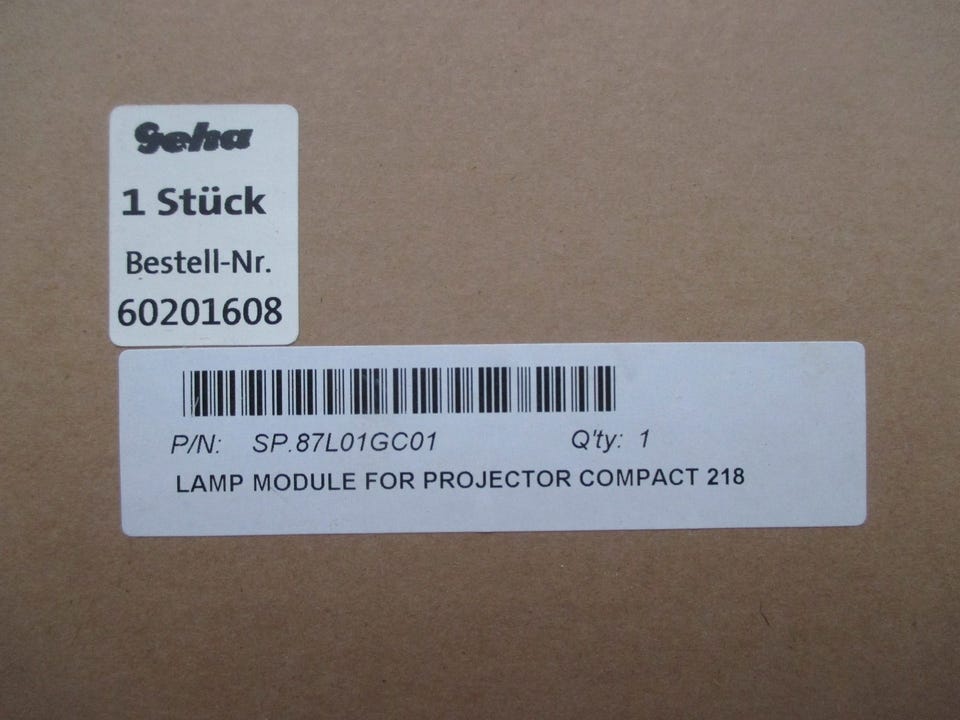 Geha
1 Stück
Bestell-Nr.
60201608
P/N: SP.87L01GC01 Q'ty: 1
LAMP MODULE FOR PROJECTOR COMPACT 218